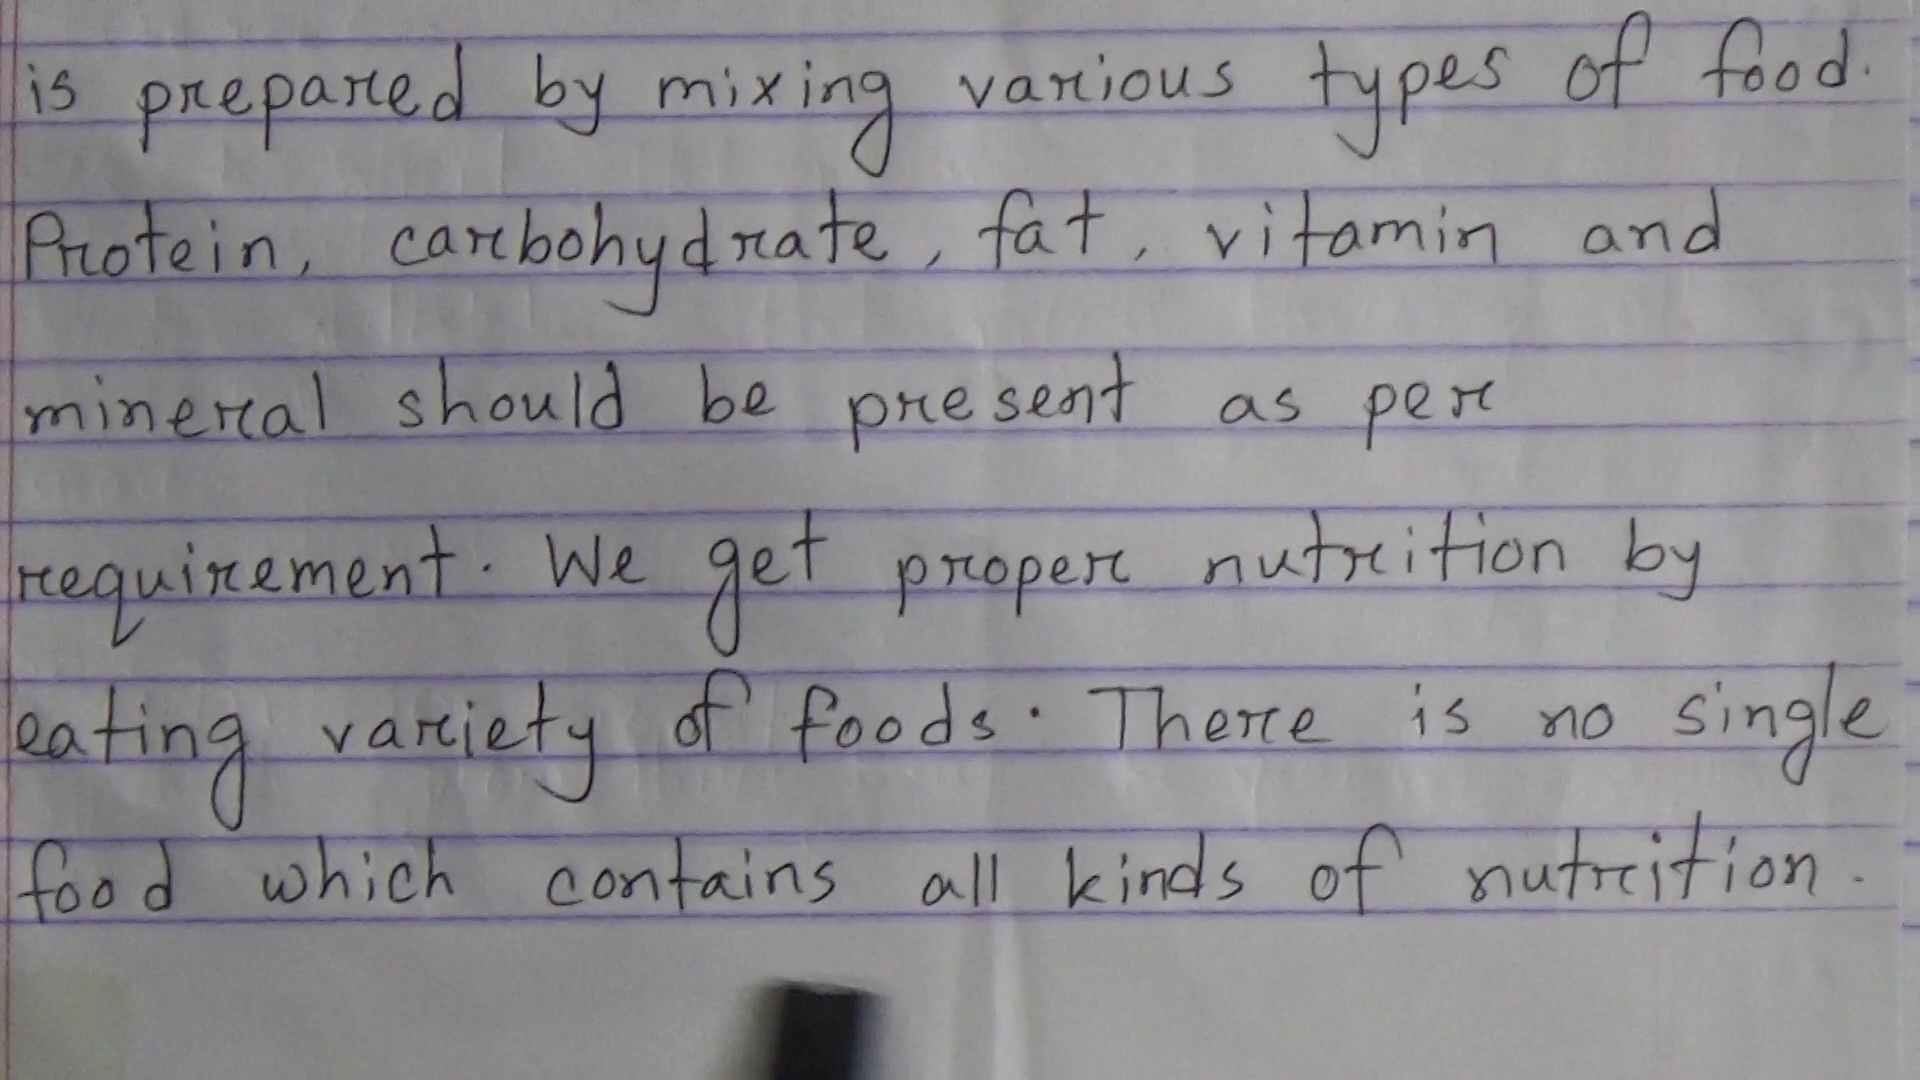 is prepared by mixing various types of food.
Protein, carbohydrate, fat, vitamin and
mineral should be present as per
requirement. We get proper nutrition by
eating variety of foods. There is no single
food which contains all kinds of nutrition.